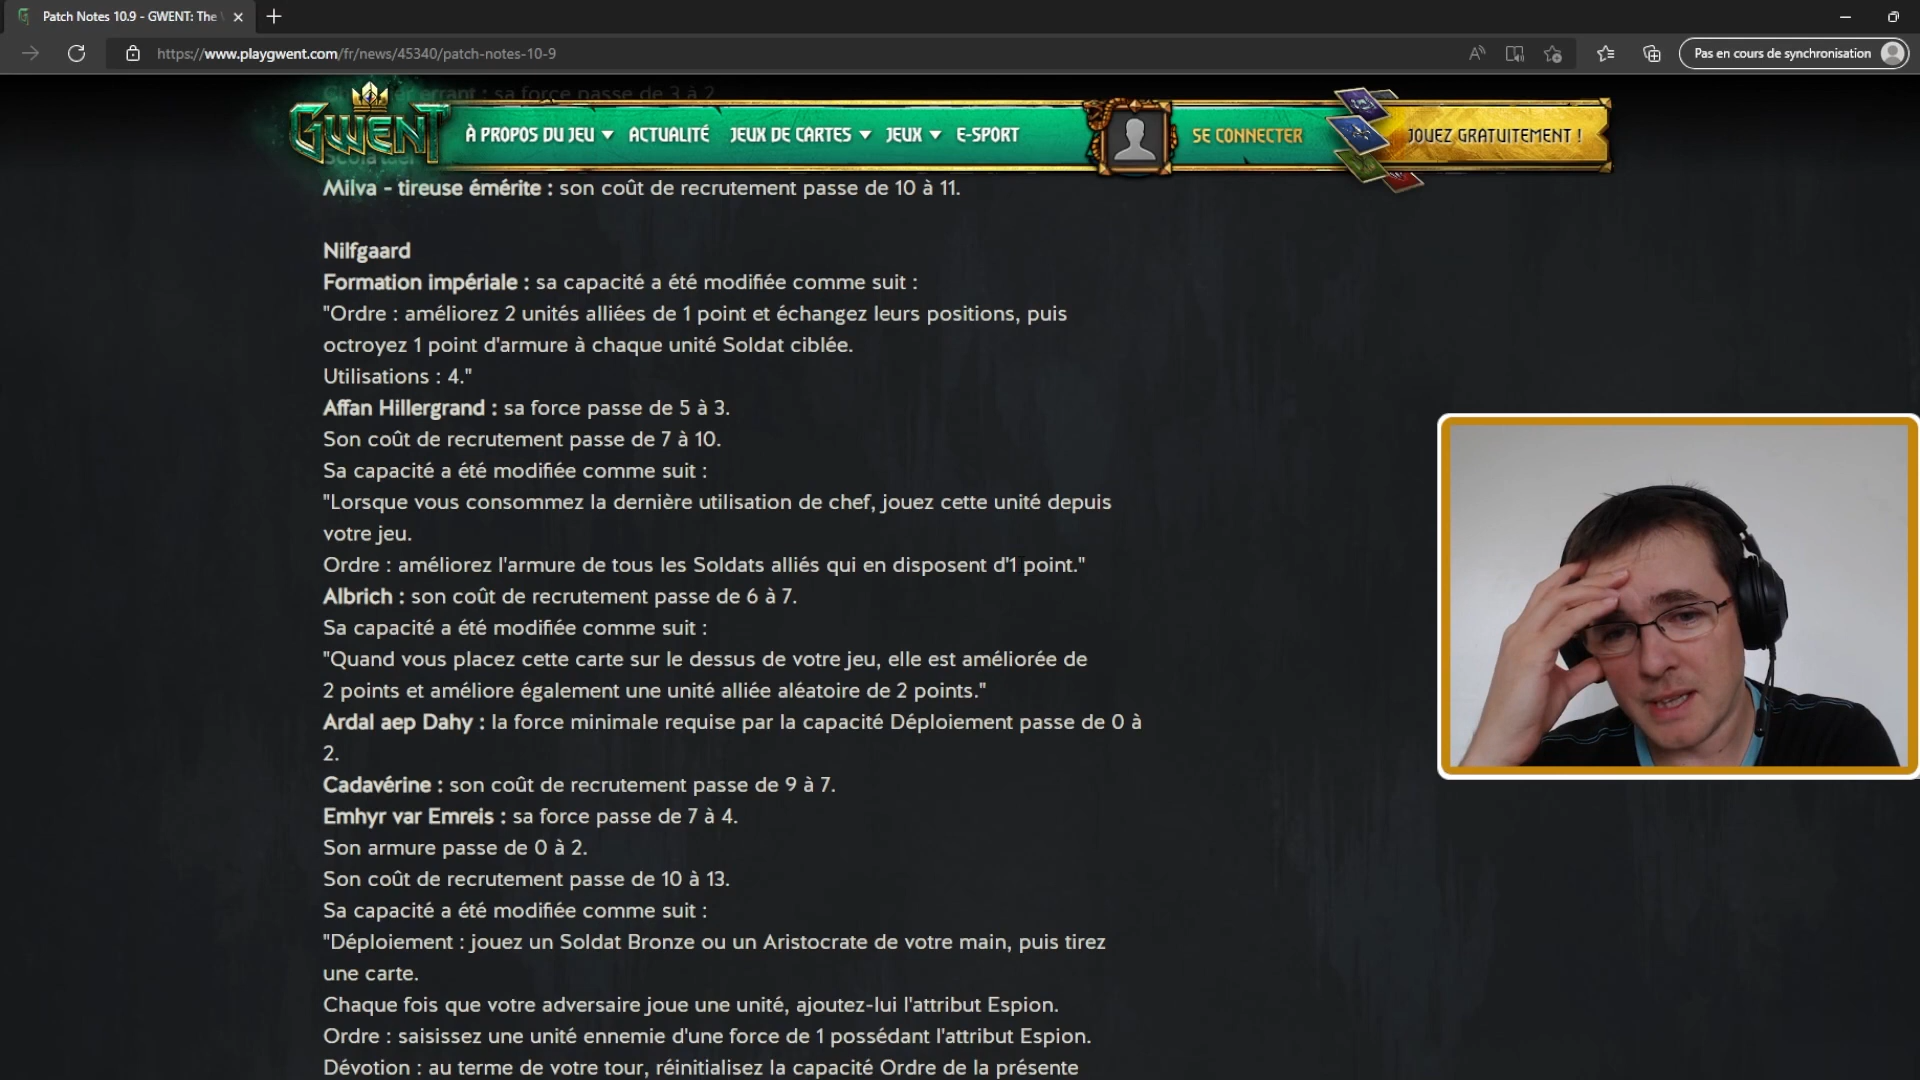 Patch Notes 10.9 - GWENT: The
https://www.playgwent.com/fr/news/45340/patch-notes-10-9
Pas en cours de synchronisation
errant : sa force passe de 3 à 2
GWENT
À PROPOS DU JEU
ACTUALITÉ
JEUX DE CARTES
JEUX
E-SPORT
SE CONNECTER
JOUEZ GRATUITEMENT !
Milva - tireuse émérite : son coût de recrutement passe de 10 à 11.
Nilfgaard
Formation impériale : sa capacité a été modifiée comme suit :
"Ordre : améliorez 2 unités alliées de 1 point et échangez leurs positions, puis
octroyez 1 point d'armure à chaque unité Soldat ciblée.
Utilisations : 4."
Affan Hillergrand : sa force passe de 5 à 3.
Son coût de recrutement passe de 7 à 10.
Sa capacité a été modifiée comme suit :
"Lorsque vous consommez la dernière utilisation de chef, jouez cette unité depuis
votre jeu.
Ordre : améliorez l'armure de tous les Soldats alliés qui en disposent d'1 point."
Albrich : son coût de recrutement passe de 6 à 7.
Sa capacité a été modifiée comme suit :
"Quand vous placez cette carte sur le dessus de votre jeu, elle est améliorée de
2 points et améliore également une unité alliée aléatoire de 2 points."
Ardal aep Dahy : la force minimale requise par la capacité Déploiement passe de 0 à
2.
Cadavérine : son coût de recrutement passe de 9 à 7.
Emhyr var Emreis : sa force passe de 7 à 4.
Son armure passe de 0 à 2.
Son coût de recrutement passe de 10 à 13.
Sa capacité a été modifiée comme suit :
"Déploiement : jouez un Soldat Bronze ou un Aristocrate de votre main, puis tirez
une carte.
Chaque fois que votre adversaire joue une unité, ajoutez-lui l'attribut Espion.
Ordre : saisissez une unité ennemie d'une force de 1 possédant l'attribut Espion.
Dévotion : au terme de votre tour, réinitialisez la capacité Ordre de la présente